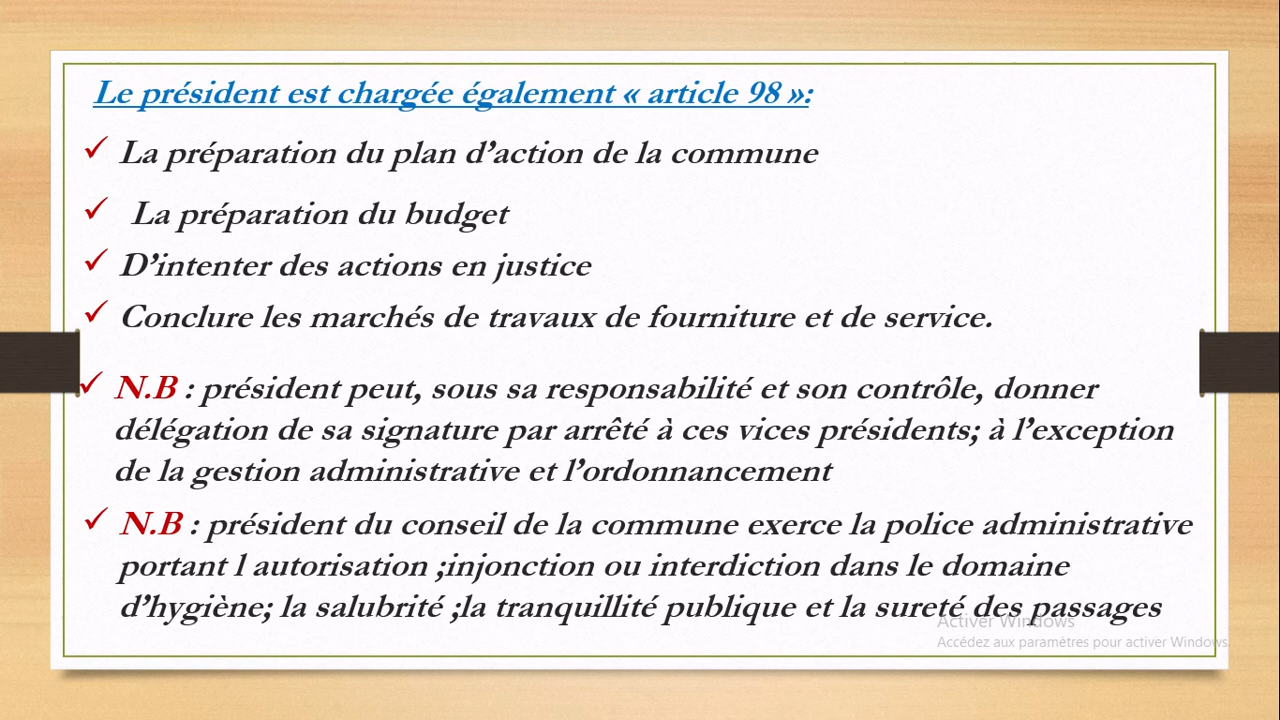 Le président est chargée également « article 98 »:
✓ La préparation du plan d’action de la commune
✓ La préparation du budget
✓ D’intenter des actions en justice
✓ Conclure les marchés de travaux de fourniture et de service.
✓ N.B : président peut, sous sa responsabilité et son contrôle, donner
délégation de sa signature par arrêté à ces vices présidents; à l’exception
de la gestion administrative et l’ordonnancement
✓ N.B : président du conseil de la commune exerce la police administrative
portant l autorisation ;injonction ou interdiction dans le domaine
d’hygiène; la salubrité ;la tranquillité publique et la sureté des passages
Activer Windows
Accédez aux paramètres pour activer Windows.